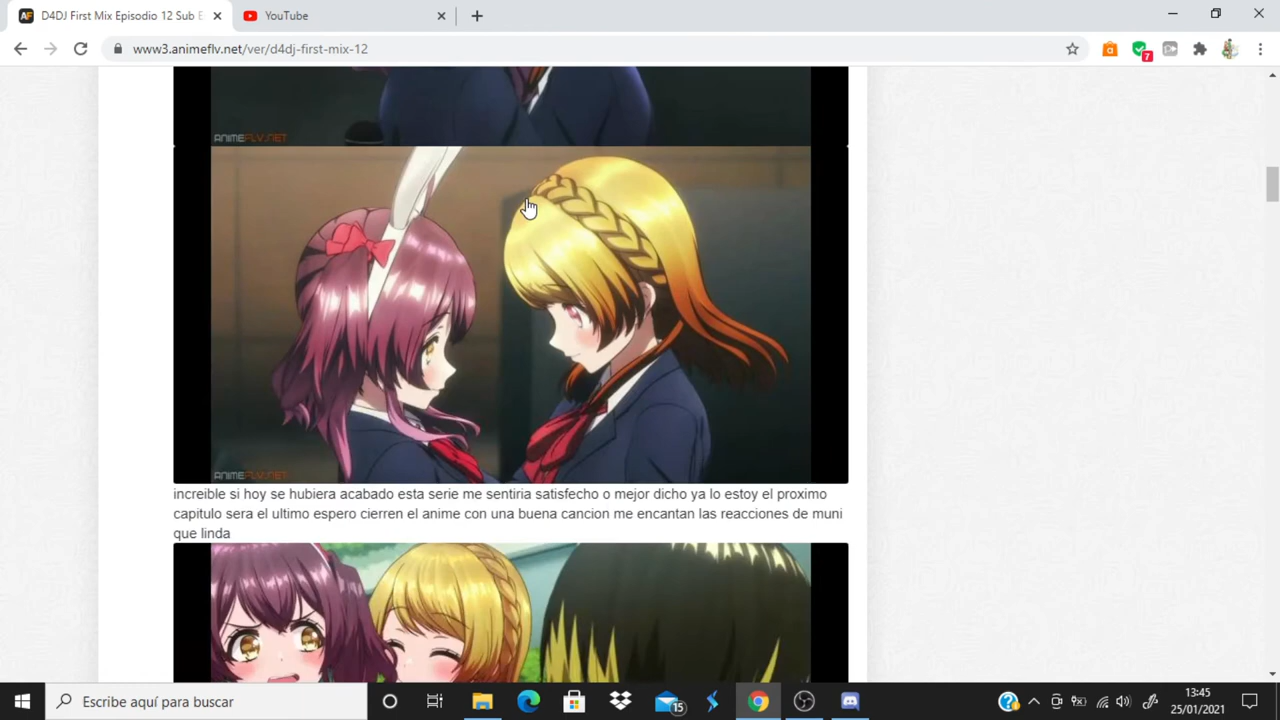 D4DJ First Mix Episodio 12 Sub E
YouTube
www3.animeflv.net/ver/d4dj-first-mix-12
7
ANIMEFLV.NET
ANIMEFLV.NET
increible si hoy se hubiera acabado esta serie me sentiria satisfecho o mejor dicho ya lo estoy el proximo
capitulo sera el ultimo espero cierren el anime con una buena cancion me encantan las reacciones de muni
que linda
Escribe aquí para buscar
15
13:45
25/01/2021